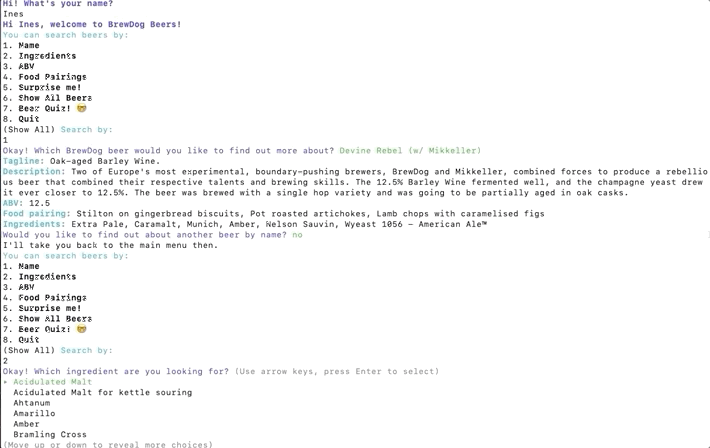 Hi! What's your name?
Ines
Hi Ines, welcome to BrewDog Beers!
You can search beers by:
1. Name
2. Ingredients
3. ABV
4. Food Pairings
5. Surprise me!
6. Show All Beers
7. Beer Quiz! 🤓
8. Quit
(Show All) Search by:
1
Okay! Which BrewDog beer would you like to find out more about? Devine Rebel (w/ Mikkeller)
Tagline: Oak-aged Barley Wine.
Description: Two of Europe's most experimental, boundary-pushing brewers, BrewDog and Mikkeller, combined forces to produce a rebellio
us beer that combined their respective talents and brewing skills. The 12.5% Barley Wine fermented well, and the champagne yeast drew
it ever closer to 12.5%. The beer was brewed with a single hop variety and was going to be partially aged in oak casks.
ABV: 12.5
Food pairing: Stilton on gingerbread biscuits, Pot roasted artichokes, Lamb chops with caramelised figs
Ingredients: Extra Pale, Caramalt, Munich, Amber, Nelson Sauvin, Wyeast 1056 - American Ale™
Would you like to find out about another beer by name? no
I'll take you back to the main menu then.
You can search beers by:
1. Name
2. Ingredients
3. ABV
4. Food Pairings
5. Surprise me!
6. Show All Beers
7. Beer Quiz! 🤓
8. Quit
(Show All) Search by:
2
Okay! Which ingredient are you looking for? (Use arrow keys, press Enter to select)
‣ Acidulated Malt
Acidulated Malt for kettle souring
Ahtanum
Amarillo
Amber
Bramling Cross
(Move up or down to reveal more choices)